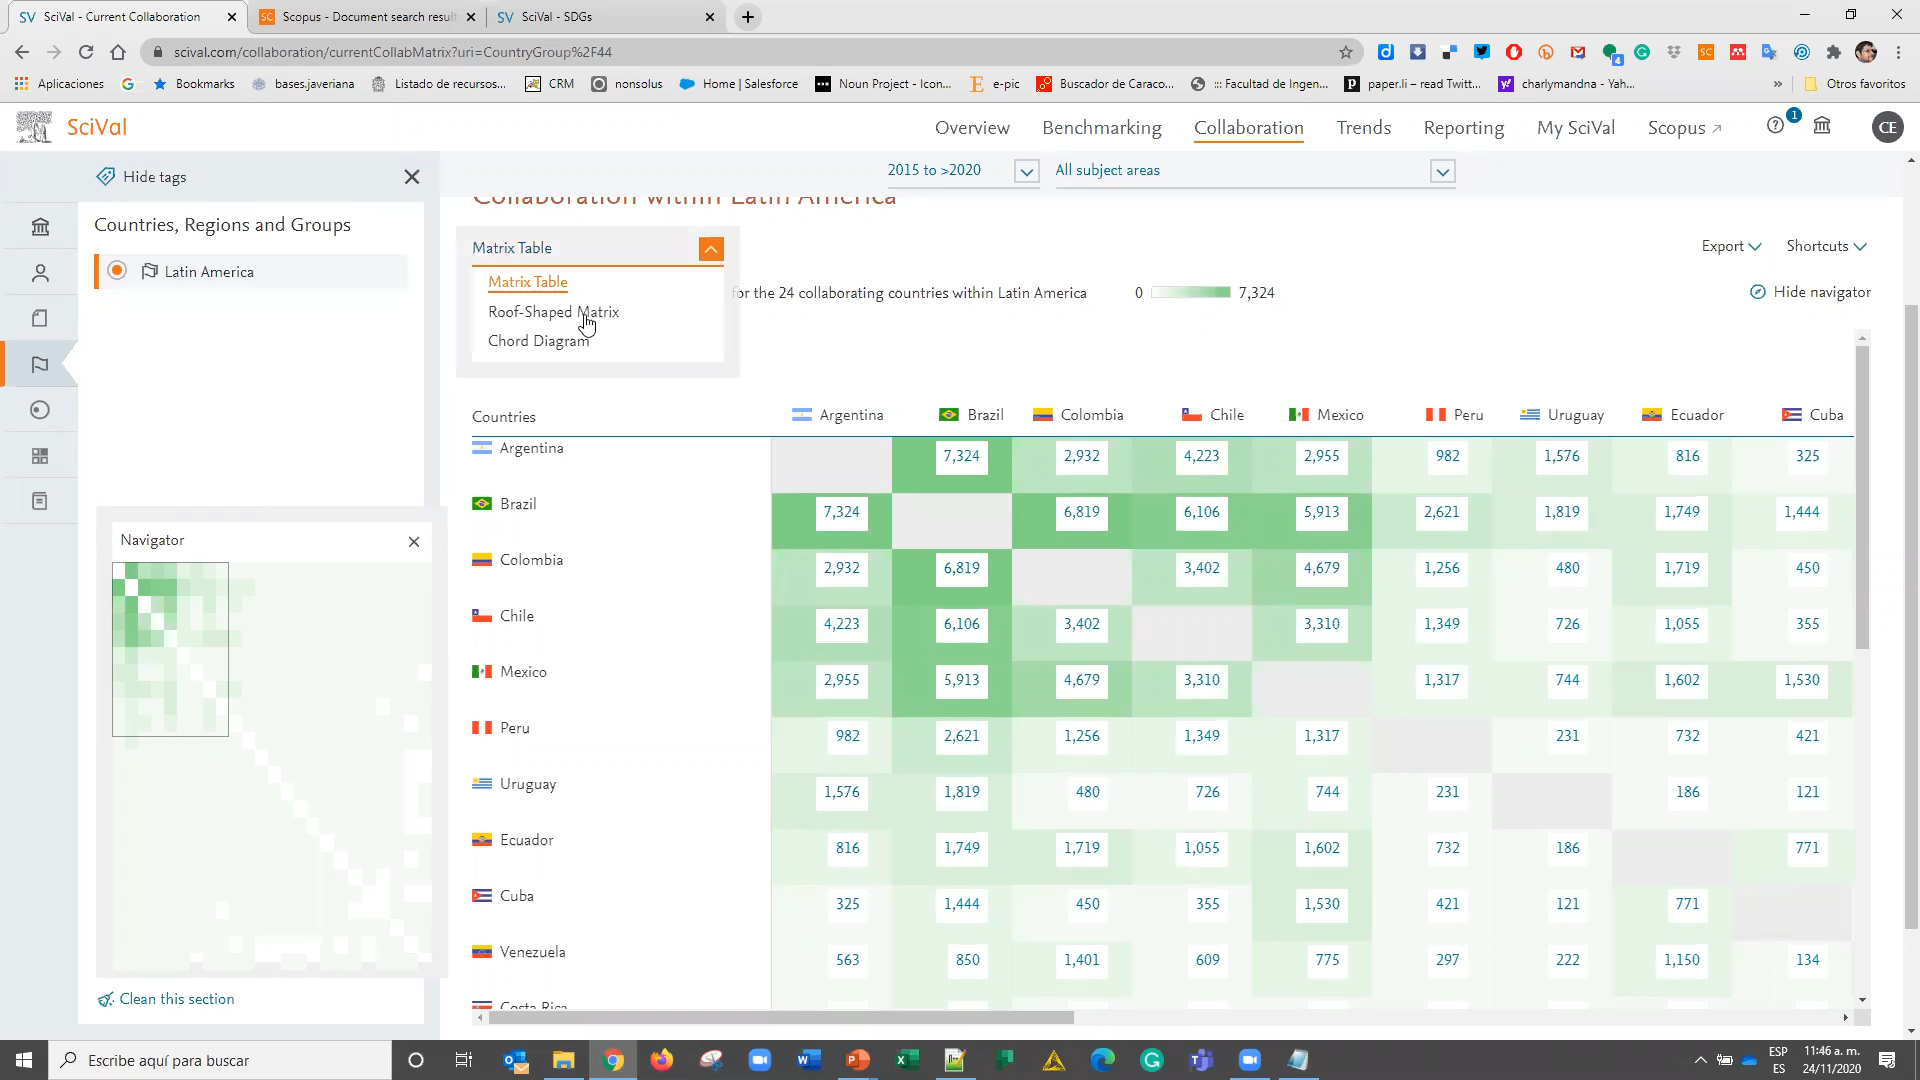 SciVal - Current Collaboration
Scopus - Document search result
SciVal - SDGs
scival.com/collaboration/currentCollabMatrix?uri=CountryGroup%2F44
Aplicaciones
Bookmarks
bases.javeriana
Listado de recursos...
CRM
nonsolus
Home | Salesforce
Noun Project - Icon...
e-pic
Buscador de Caraco...
::: Facultad de Ingen...
paper.li – read Twitt...
charlymandna - Yah...
Otros favoritos
SciVal
Overview
Benchmarking
Collaboration
Trends
Reporting
My SciVal
Scopus
1
CE
Hide tags
2015 to >2020
All subject areas
Collaboration within Latin America
Countries, Regions and Groups
Latin America
Matrix Table
Matrix Table
Roof-Shaped Matrix
Chord Diagram
Export
Shortcuts
for the 24 collaborating countries within Latin America
0 7,324
Hide navigator
Countries Argentina Brazil Colombia Chile Mexico Peru Uruguay Ecuador Cuba
Argentina 7,324 2,932 4,223 2,955 982 1,576 816 325
Brazil 7,324 6,819 6,106 5,913 2,621 1,819 1,749 1,444
Colombia 2,932 6,819 3,402 4,679 1,256 480 1,719 450
Chile 4,223 6,106 3,402 3,310 1,349 726 1,055 355
Mexico 2,955 5,913 4,679 3,310 1,317 744 1,602 1,530
Peru 982 2,621 1,256 1,349 1,317 231 732 421
Uruguay 1,576 1,819 480 726 744 231 186 121
Ecuador 816 1,749 1,719 1,055 1,602 732 186 771
Cuba 325 1,444 450 355 1,530 421 121 771
Venezuela 563 850 1,401 609 775 297 222 1,150 134
Costa Rica
Navigator
Clean this section
Escribe aquí para buscar
ESP
ES
11:46 a. m.
24/11/2020